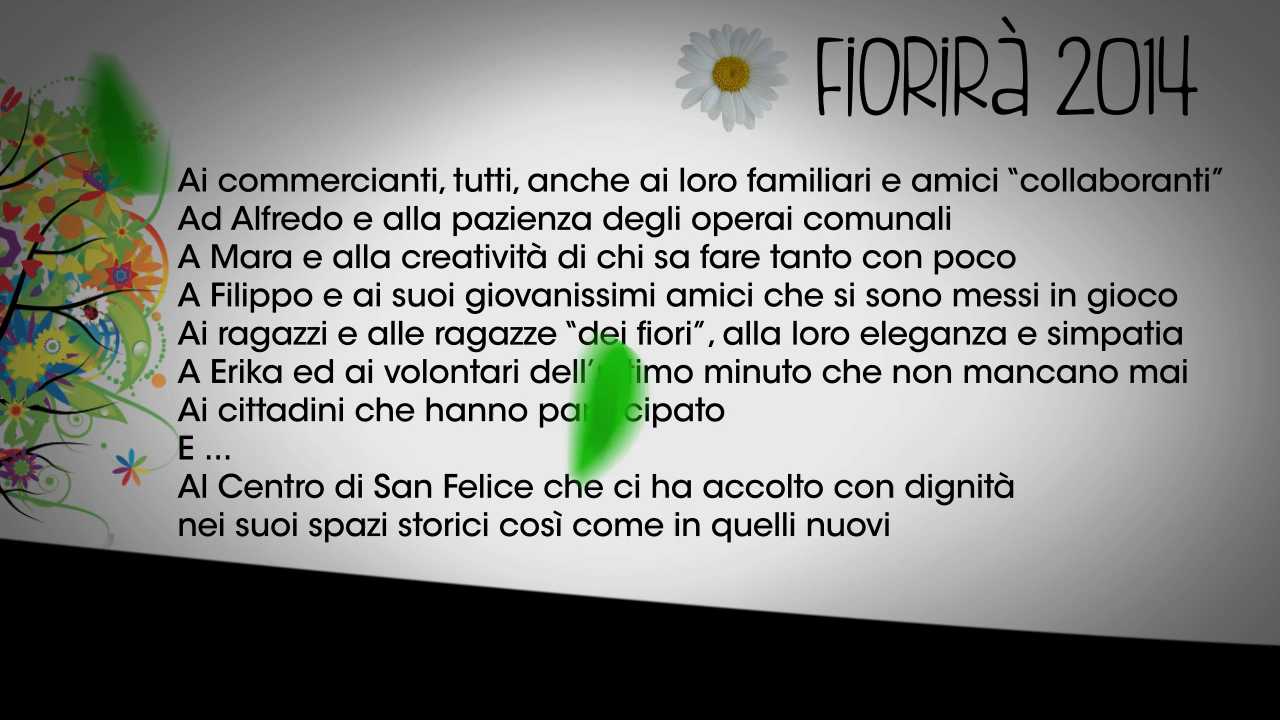 FIORIRà 2014
Ai commercianti, tutti, anche ai loro familiari e amici “collaboranti”
Ad Alfredo e alla pazienza degli operai comunali
A Mara e alla creatività di chi sa fare tanto con poco
A Filippo e ai suoi giovanissimi amici che si sono messi in gioco
Ai ragazzi e alle ragazze “dei fiori”, alla loro eleganza e simpatia
A Erika ed ai volontari dell’ultimo minuto che non mancano mai
Ai cittadini che hanno partecipato
E ...
Al Centro di San Felice che ci ha accolto con dignità
nei suoi spazi storici così come in quelli nuovi